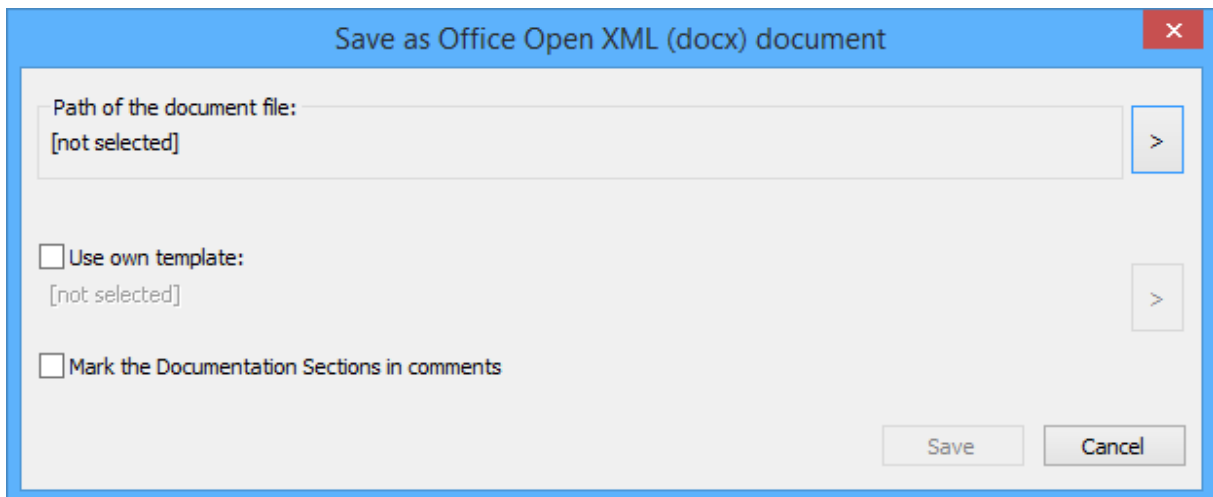 Save as Office Open XML (docx) document
×
Path of the document file:
[not selected]
>
Use own template:
[not selected]
>
Mark the Documentation Sections in comments
Save
Cancel